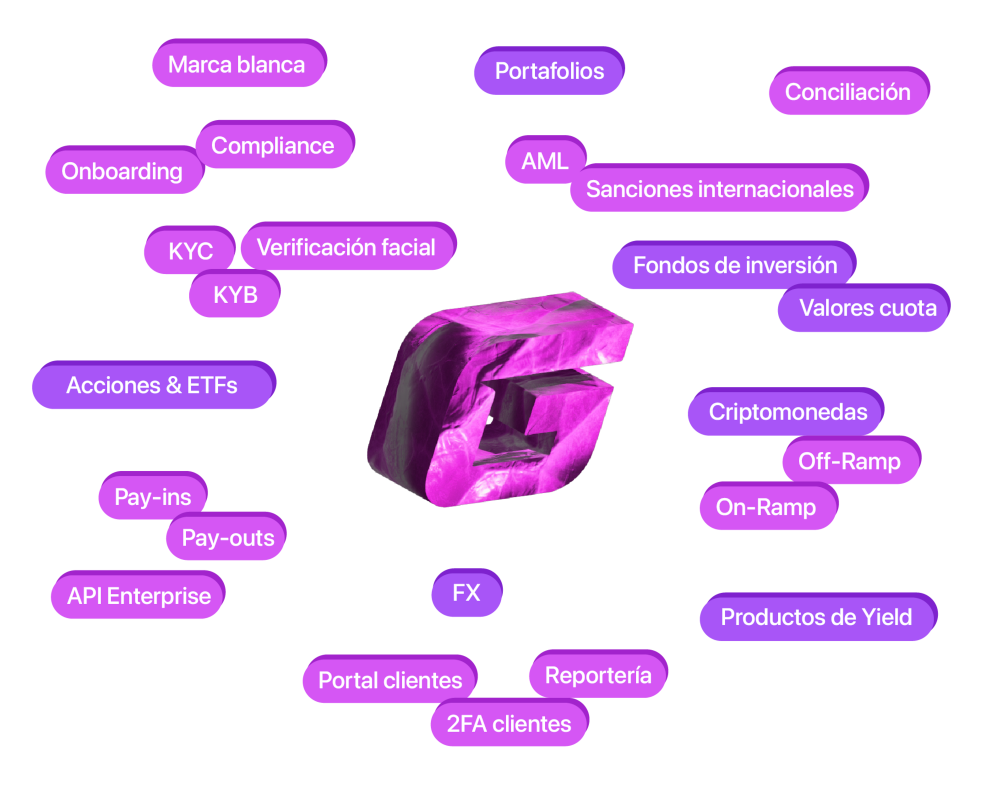 Marca blanca
Portafolios
Conciliación
Compliance
Onboarding
AML
Sanciones internacionales
KYC
Verificación facial
KYB
Fondos de inversión
Valores cuota
Acciones & ETFs
Criptomonedas
Off-Ramp
On-Ramp
Pay-ins
Pay-outs
API Enterprise
FX
Productos de Yield
Portal clientes
Reportería
2FA clientes
G